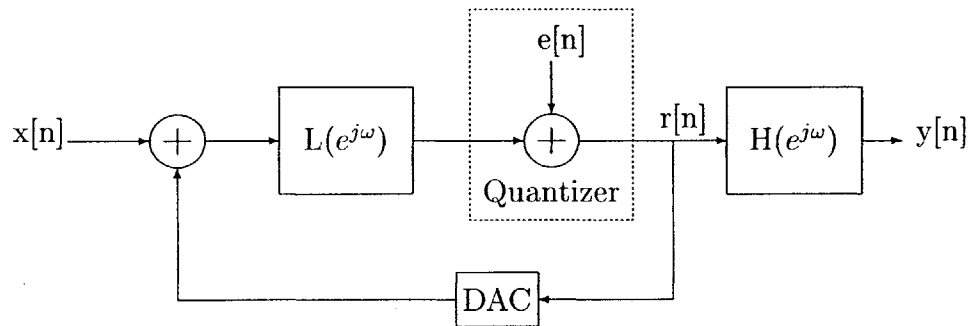 e[n]
x[n]
+
L(e^{jω})
+
r[n]
H(e^{jω})
y[n]
Quantizer
DAC